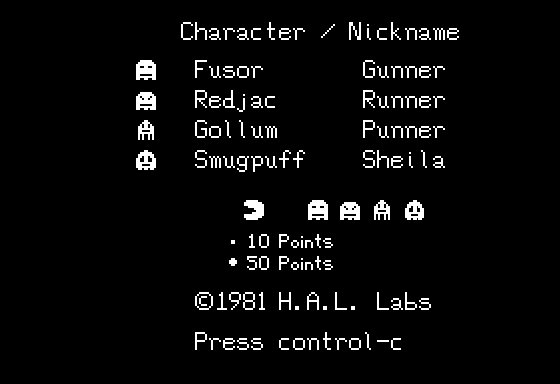 Character / Nickname
Fusor Gunner
Redjac Runner
Gollum Punner
Smugpuff Sheila
10 Points
50 Points
©1981 H.A.L. Labs
Press control-c